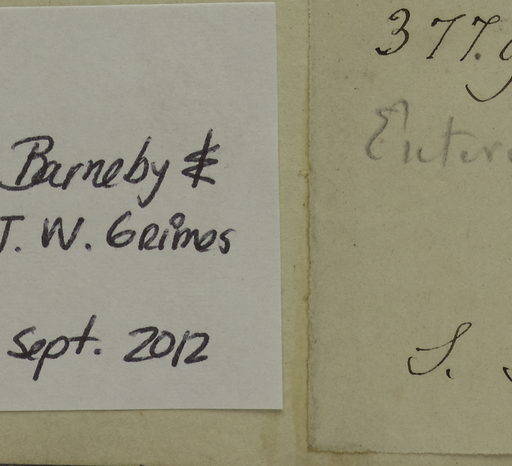 Barneby &
J. W. Grimes
Sept. 2012
377.
S.